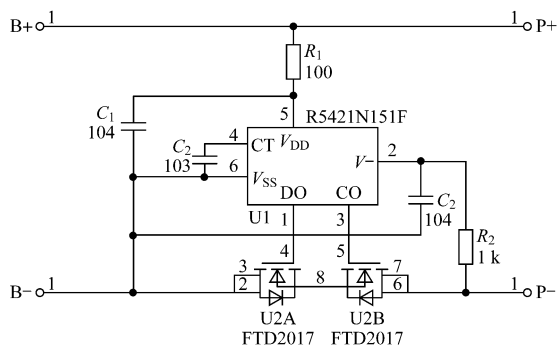 B+ 1 1 P+
R1
100
C1
104
5 R5421N151F
4 CT VDD
C2
103
6 VSS
V− 2
C2
104
DO CO
U1 1 3
R2
1 k
4 5
3 8 7
2 6
B− 1 1 P−
U2A U2B
FTD2017 FTD2017